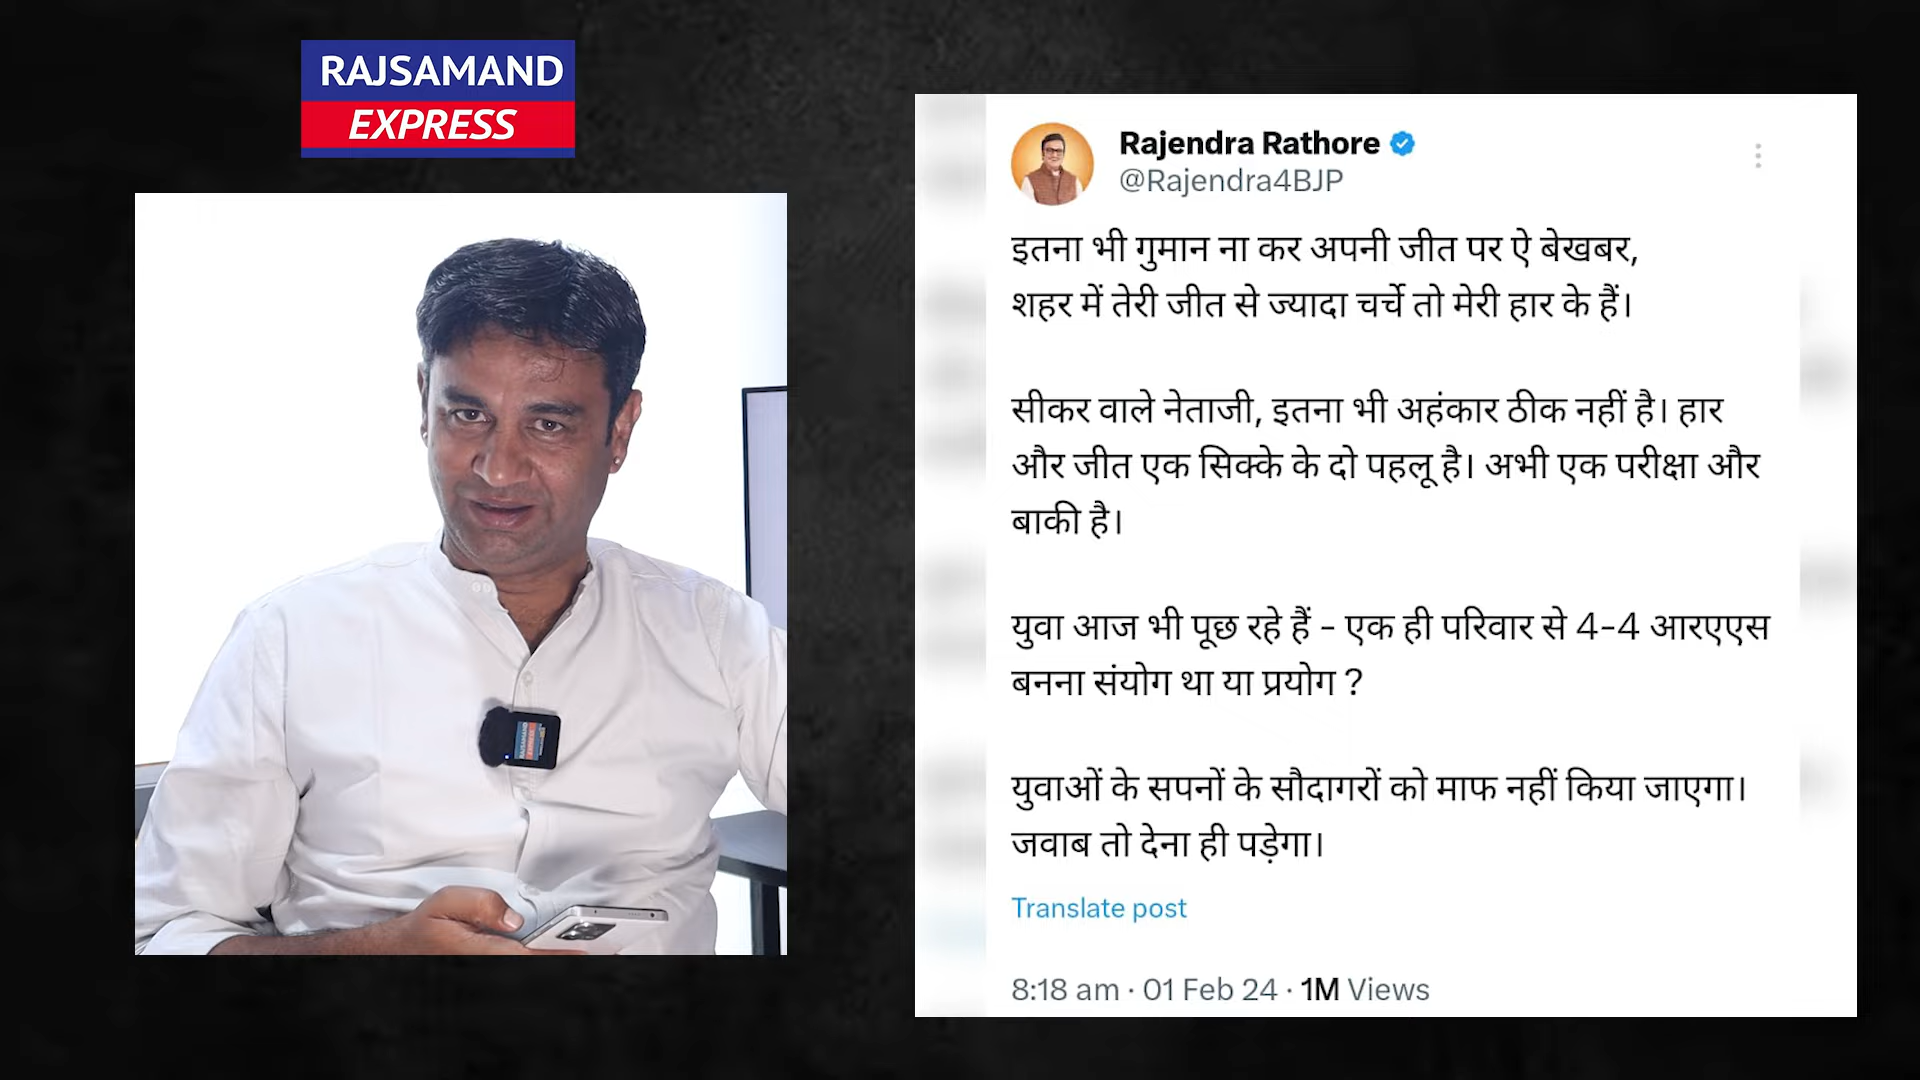 RAJSAMAND
EXPRESS
Rajendra Rathore
@Rajendra4BJP
इतना भी गुमान ना कर अपनी जीत पर ऐ बेखबर,
शहर में तेरी जीत से ज्यादा चर्चे तो मेरी हार के हैं।
सीकर वाले नेताजी, इतना भी अहंकार ठीक नहीं है। हार
और जीत एक सिक्के के दो पहलू है। अभी एक परीक्षा और
बाकी है।
युवा आज भी पूछ रहे हैं - एक ही परिवार से 4-4 आरएएस
बनना संयोग था या प्रयोग ?
युवाओं के सपनों के सौदागरों को माफ नहीं किया जाएगा।
जवाब तो देना ही पड़ेगा।
Translate post
8:18 am · 01 Feb 24 · 1M Views